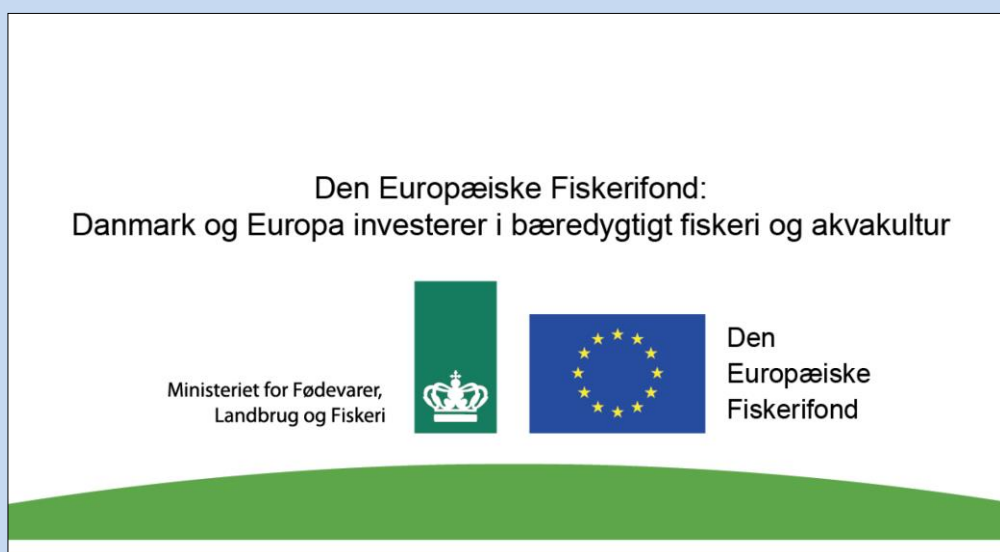 Den Europæiske Fiskerifond:
Danmark og Europa investerer i bæredygtigt fiskeri og akvakultur
Ministeriet for Fødevarer,
Landbrug og Fiskeri
Den
Europæiske
Fiskerifond